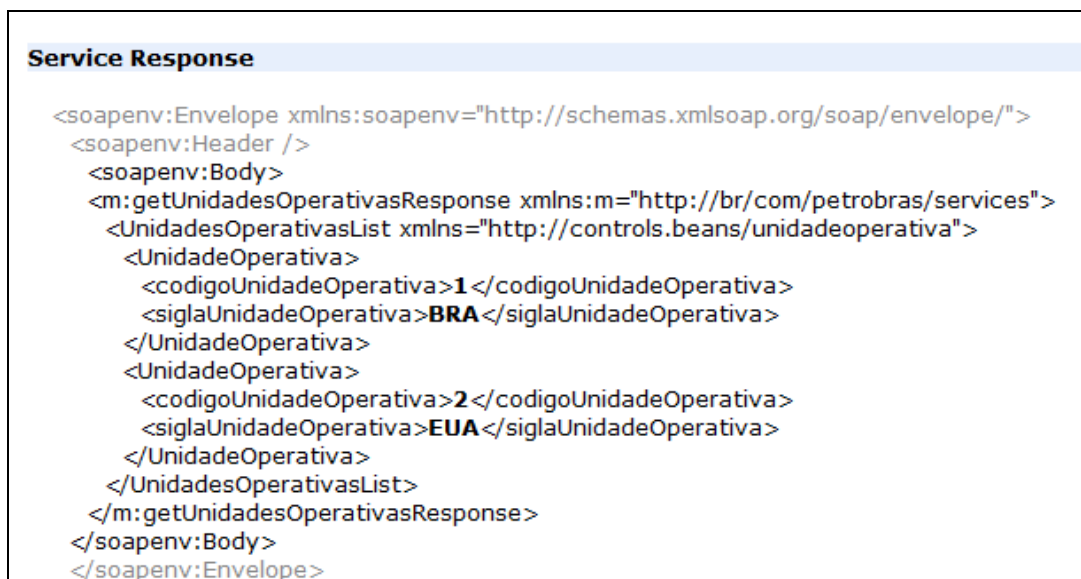 Service Response
<soapenv:Envelope xmlns:soapenv="http://schemas.xmlsoap.org/soap/envelope/">
<soapenv:Header />
<soapenv:Body>
<m:getUnidadesOperativasResponse xmlns:m="http://br/com/petrobras/services">
<UnidadesOperativasList xmlns="http://controls.beans/unidadeoperativa">
<UnidadeOperativa>
<codigoUnidadeOperativa>1</codigoUnidadeOperativa>
<siglaUnidadeOperativa>BRA</siglaUnidadeOperativa>
</UnidadeOperativa>
<UnidadeOperativa>
<codigoUnidadeOperativa>2</codigoUnidadeOperativa>
<siglaUnidadeOperativa>EUA</siglaUnidadeOperativa>
</UnidadeOperativa>
</UnidadesOperativasList>
</m:getUnidadesOperativasResponse>
</soapenv:Body>
</soapenv:Envelope>